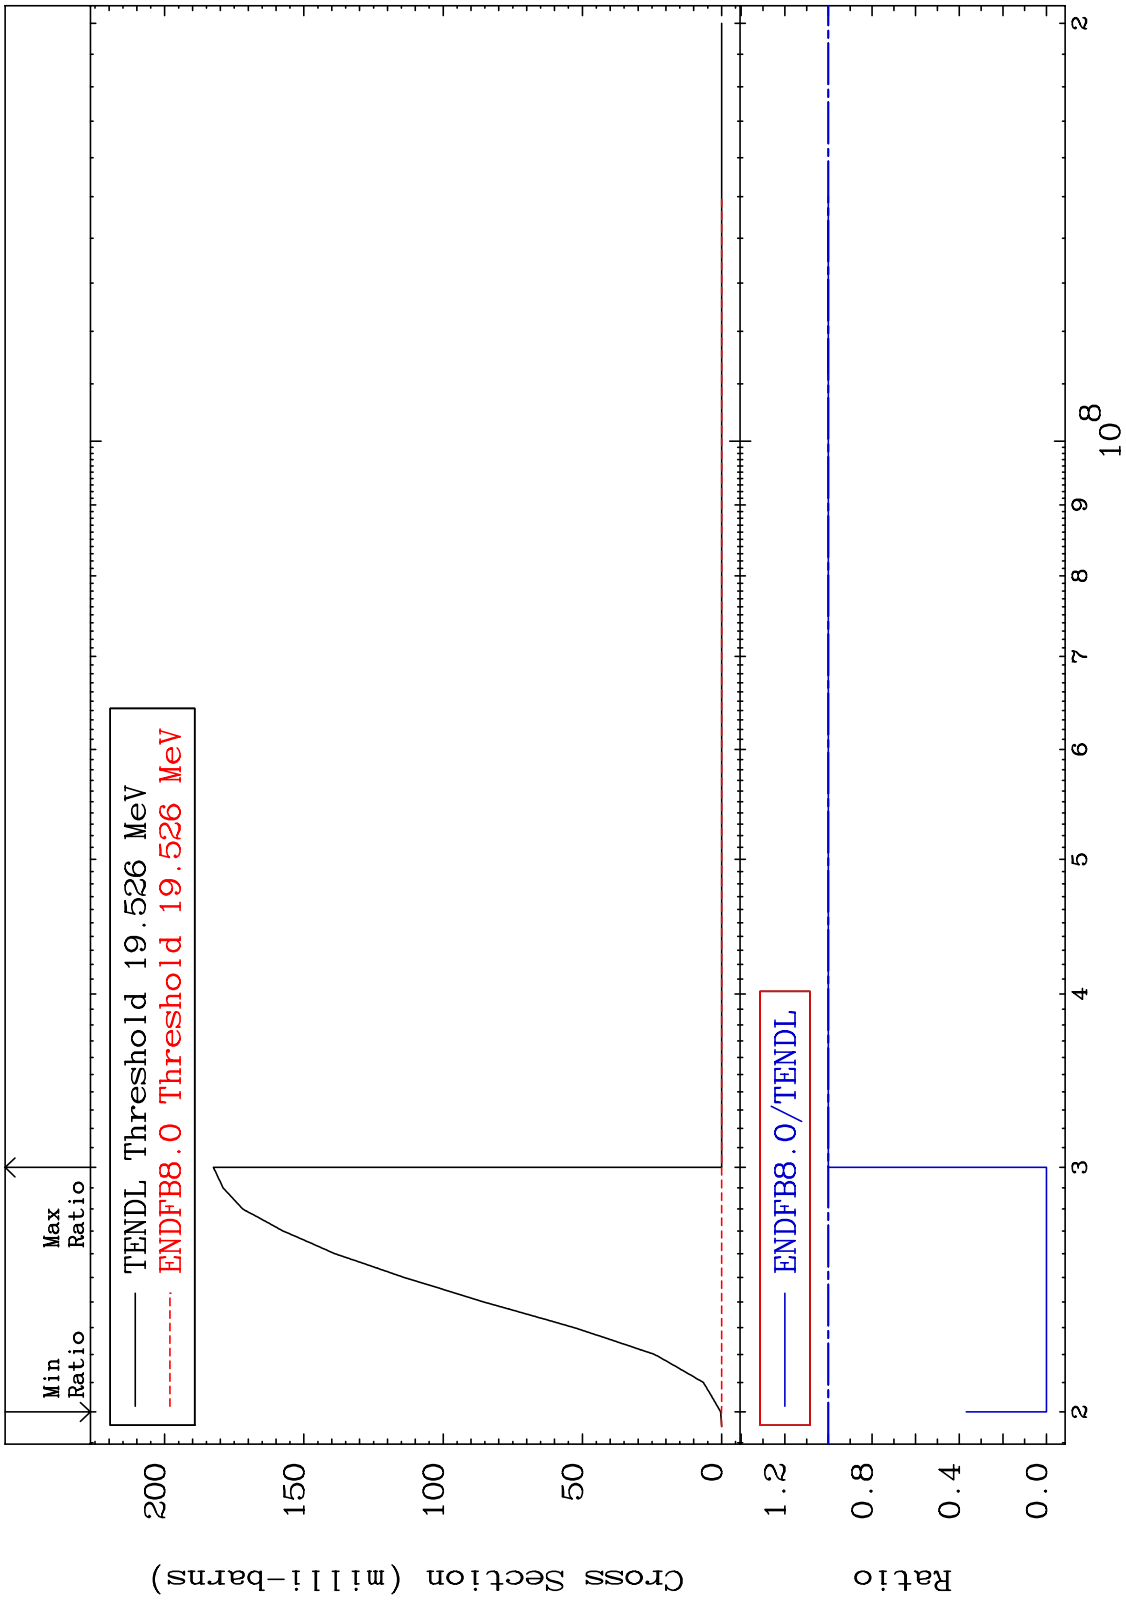 Min Max
Ratio Ratio
TENDL Threshold 19.526 MeV
ENDFB8.0 Threshold 19.526 MeV
200
150
100
50
0
Cross Section (milli-barns)
ENDFB8.0/TENDL
1.2
0.8
0.4
0.0
Ratio
2 3 4 5 6 7 8 9 10^8 2